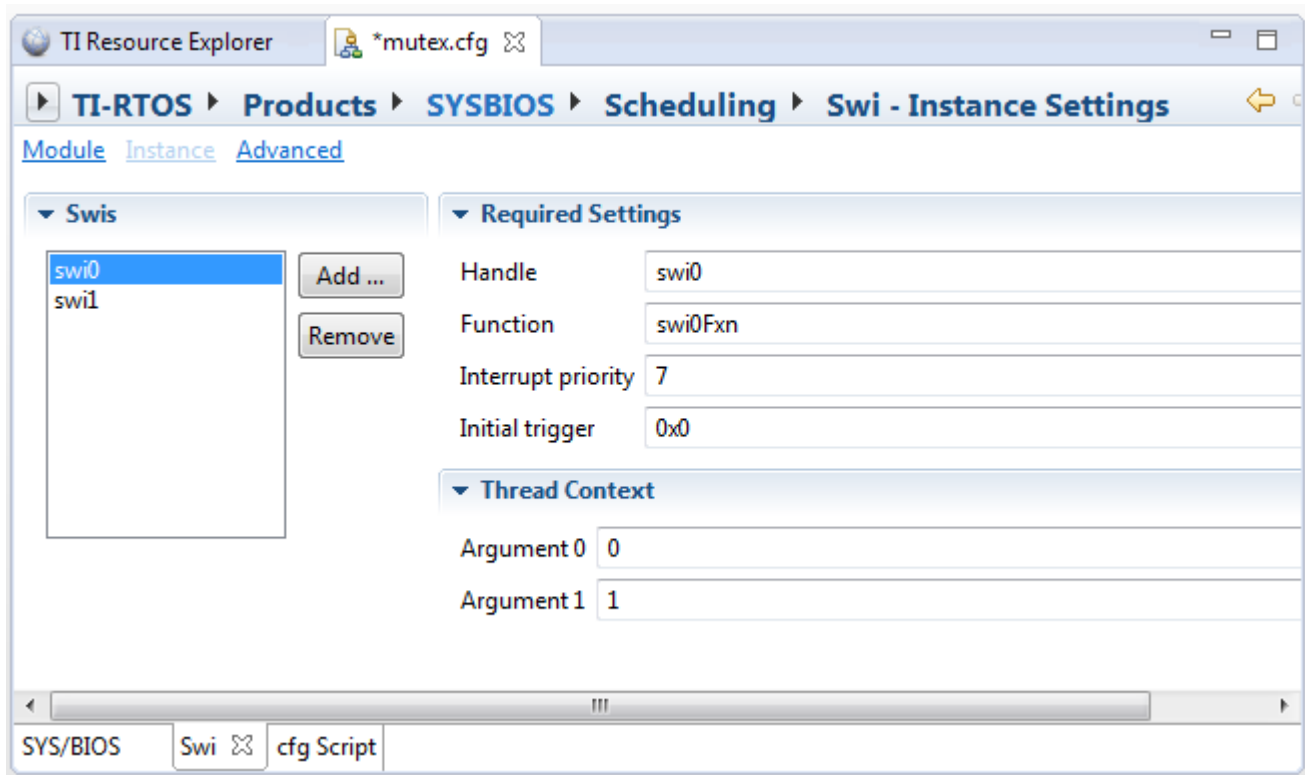 TI Resource Explorer
*mutex.cfg
TI-RTOS Products SYSBIOS Scheduling Swi - Instance Settings
Module Instance Advanced
Swis
swi0
swi1
Add ...
Remove
Required Settings
Handle swi0
Function swi0Fxn
Interrupt priority 7
Initial trigger 0x0
Thread Context
Argument 0 0
Argument 1 1
SYS/BIOS Swi cfg Script